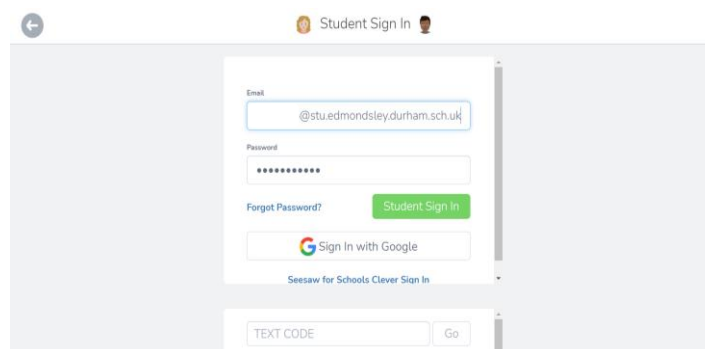 Student Sign In
Email
@stu.edmondsley.durham.sch.uk
Password
•••••••••••
Forgot Password?
Student Sign In
Sign In with Google
Seesaw for Schools Clever Sign In
TEXT CODE
Go